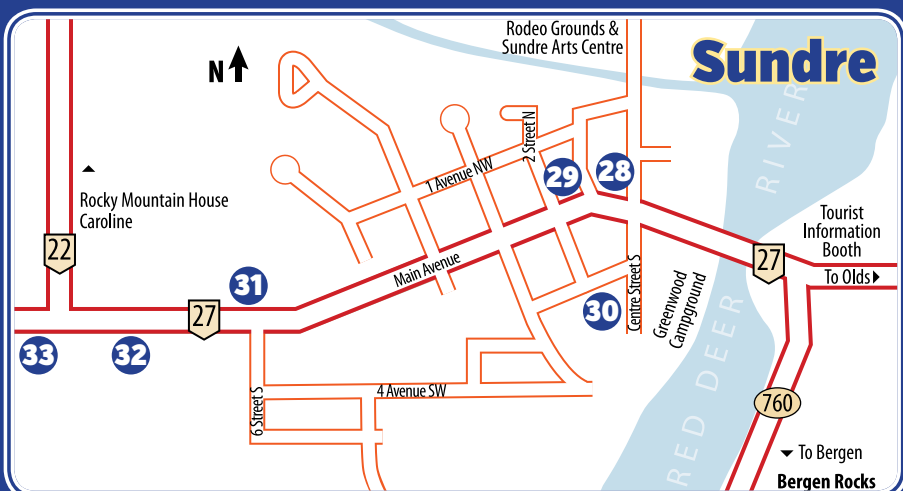 Rodeo Grounds &
Sundre Arts Centre
Sundre
N
2 Street N
1 Avenue NW
29
28
RIVER
Rocky Mountain House
Caroline
22
Tourist
Information
Booth
27
To Olds
Main Avenue
31
27
Centre Street S
Greenwood
Campground
30
33
32
RED DEER
6 Street S
4 Avenue SW
760
To Bergen
Bergen Rocks